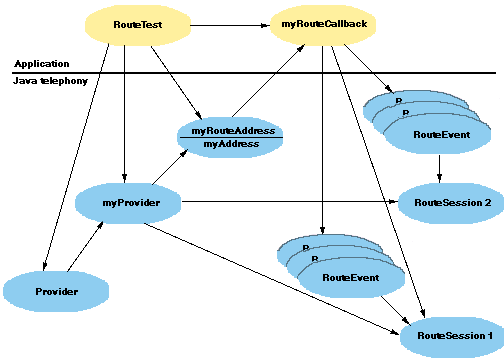 RouteTest
myRouteCallback
Application
Java telephony
R
R
RouteEvent
myRouteAddress
myAddress
myProvider
RouteSession 2
R
R
RouteEvent
Provider
RouteSession 1